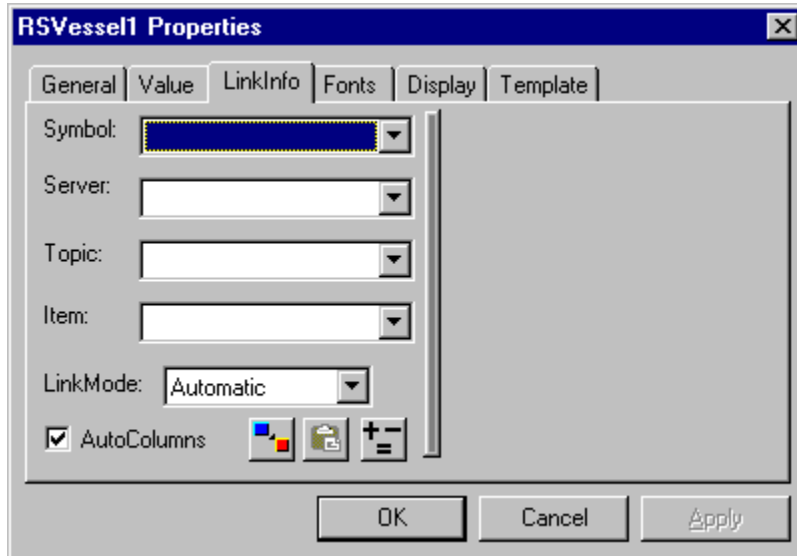 RSVessel1 Properties
General Value LinkInfo Fonts Display Template
Symbol:
Server:
Topic:
Item:
LinkMode: Automatic
AutoColumns
OK Cancel Apply